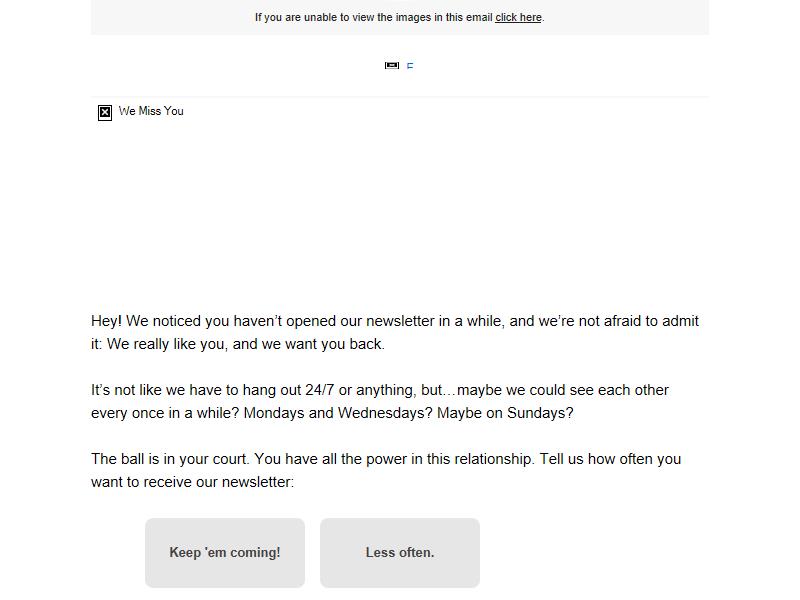 If you are unable to view the images in this email click here.
We Miss You
Hey! We noticed you haven’t opened our newsletter in a while, and we’re not afraid to admit
it: We really like you, and we want you back.
It’s not like we have to hang out 24/7 or anything, but…maybe we could see each other
every once in a while? Mondays and Wednesdays? Maybe on Sundays?
The ball is in your court. You have all the power in this relationship. Tell us how often you
want to receive our newsletter:
Keep 'em coming! Less often.